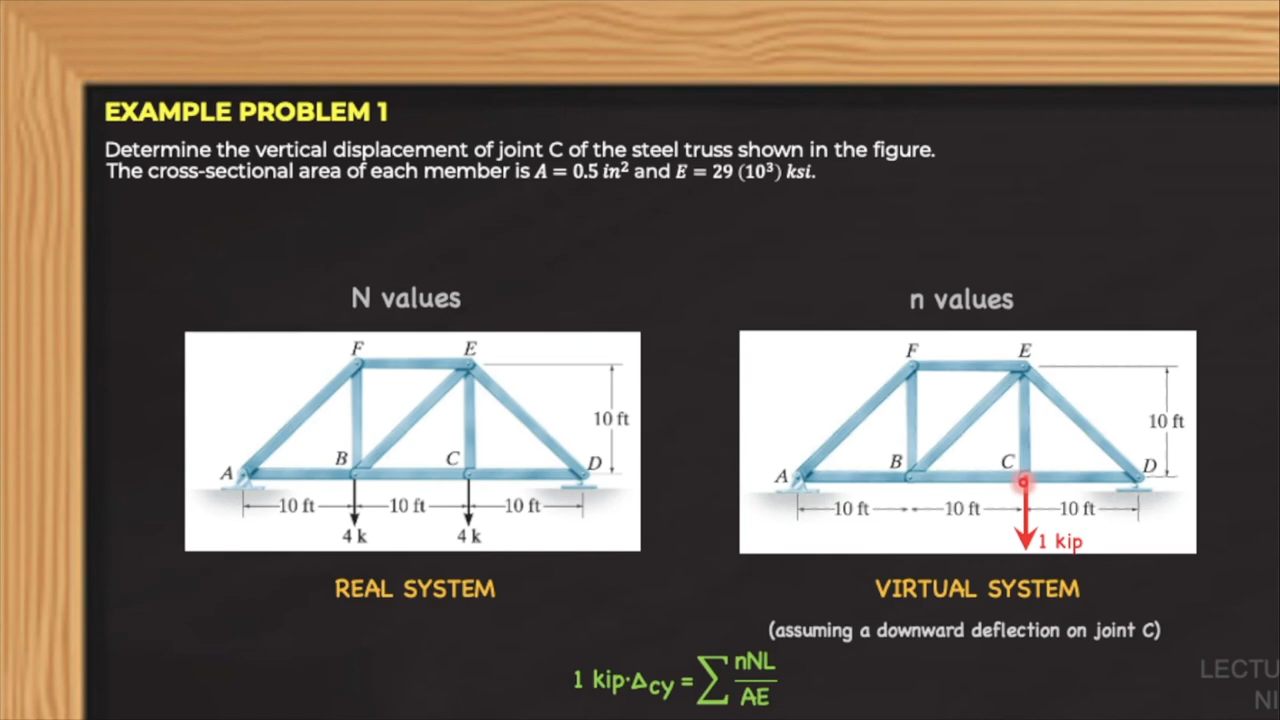 EXAMPLE PROBLEM 1
Determine the vertical displacement of joint C of the steel truss shown in the figure.
The cross-sectional area of each member is A = 0.5 in² and E = 29 (10³) ksi.
N values
n values
F E
10 ft
A B C D
10 ft 10 ft 10 ft
4 k 4 k
F E
10 ft
A B C D
10 ft 10 ft 10 ft
1 kip
REAL SYSTEM
VIRTUAL SYSTEM
(assuming a downward deflection on joint C)
1 kip·Δcy = ∑ nNL / AE